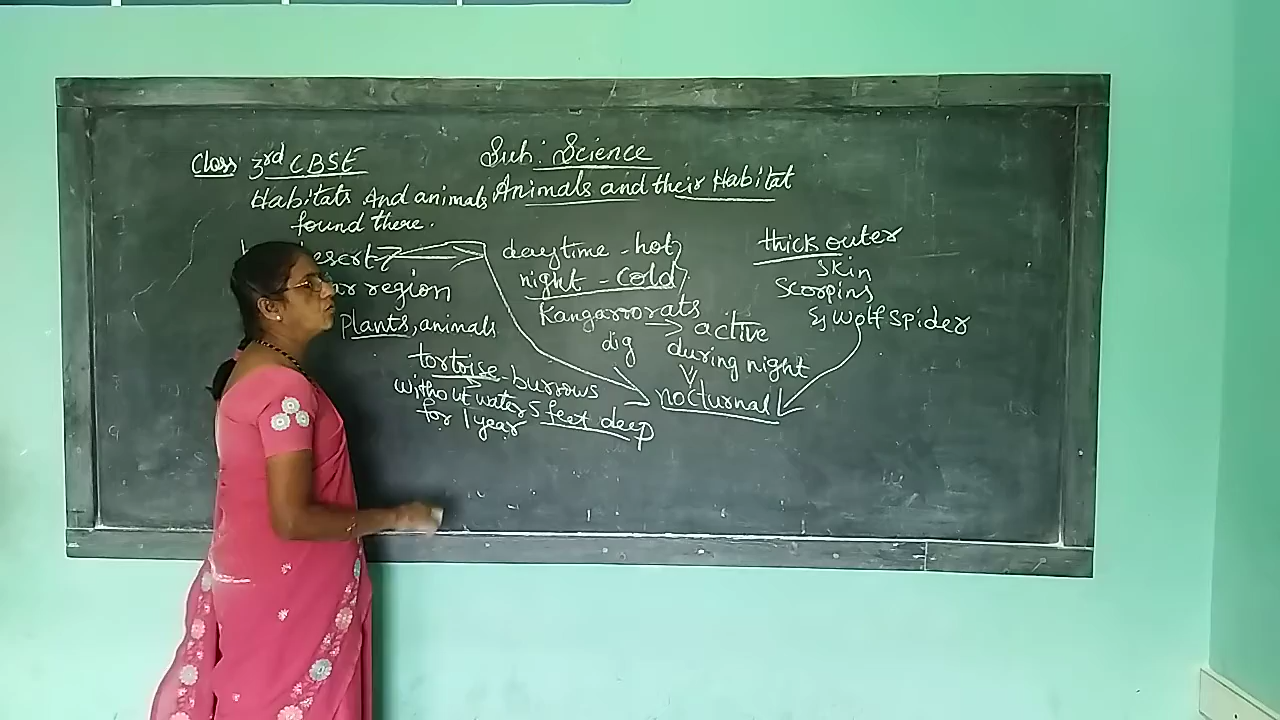 Class: 3rd CBSE
Sub: Science
Habitats And animals
found there.
Animals and their Habitat
region
plants, animals
tortoise - burrows
without water 5 feet deep
for 1 year
daytime - hot
night - cold
Kangarrorats
dig
active
during night
nocturnal
thick outer
skin
Scorpins
Eg wolf spider